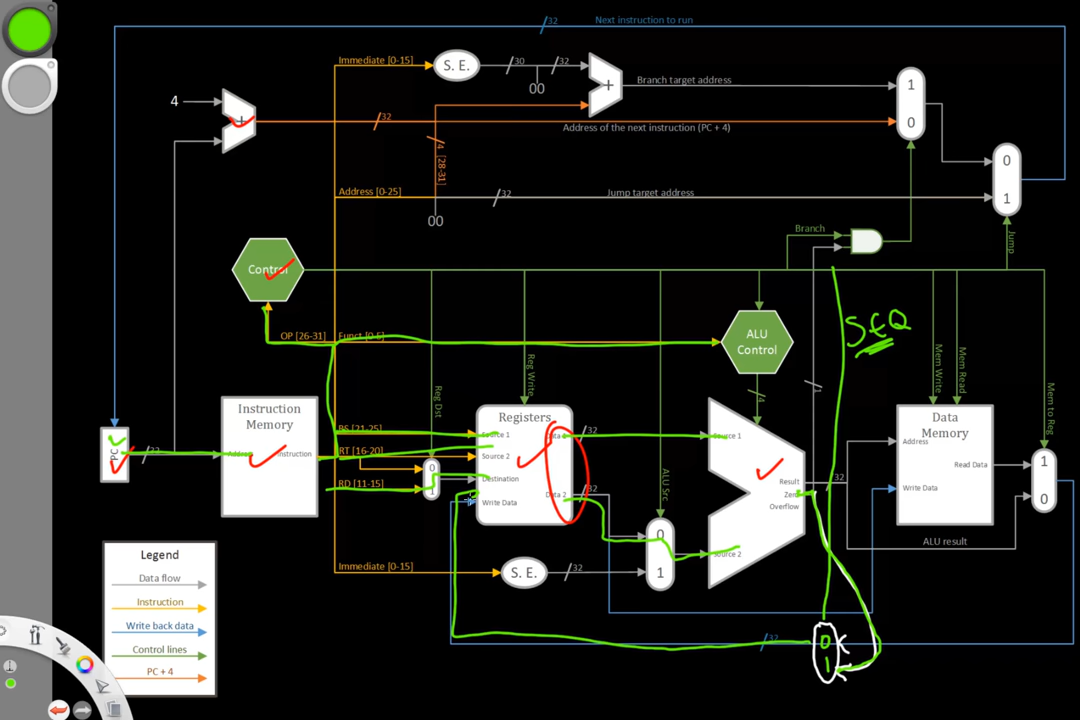 /32
Next instruction to run
Immediate [0-15]
S. E.
/30
/32
00
+
Branch target address
1
0
4
+
/32
Address of the next instruction (PC + 4)
/4
[28-31]
0
1
Address [0-25]
00
/32
Jump target address
Branch
Jump
Control
OP [26-31]
Funct [0-5]
ALU
Control
SEQ
Reg Dst
Reg Write
ALU Src
/4
/1
Mem Write
Mem Read
Mem to Reg
Instruction
Memory
Address
Instruction
PC
/32
RS [21-25]
RT [16-20]
RD [11-15]
0
1
Registers
Source 1
Source 2
Destination
Write Data
Data 1
Data 2
/32
/32
0
1
Source 1
Source 2
Result
Zero
Overflow
/32
Data
Memory
Address
Write Data
Read Data
1
0
ALU result
Immediate [0-15]
S. E.
/32
/32
0
1
Legend
Data flow
Instruction
Write back data
Control lines
PC + 4